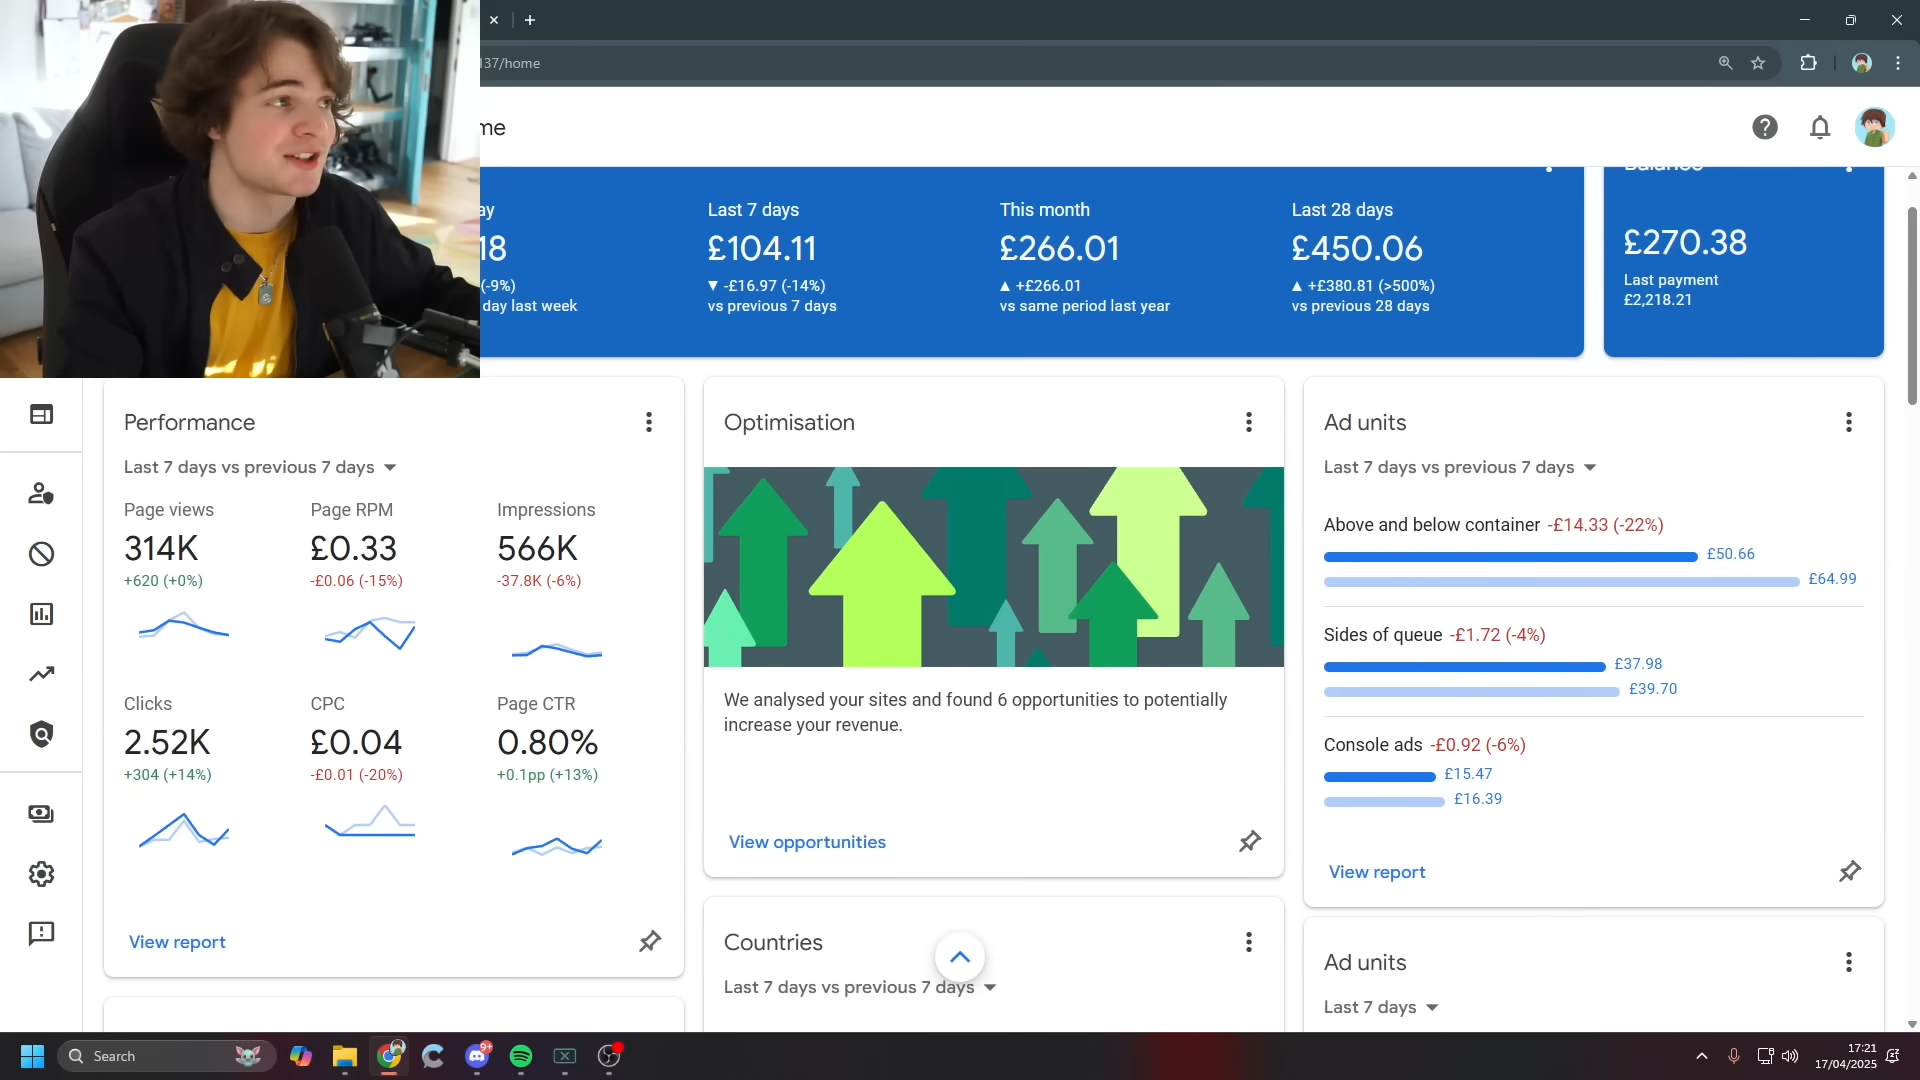 137/home
me
ay
18
(-9%)
day last week
Last 7 days
£104.11
▼ -£16.97 (-14%)
vs previous 7 days
This month
£266.01
▲ +£266.01
vs same period last year
Last 28 days
£450.06
▲ +£380.81 (>500%)
vs previous 28 days
Balance
£270.38
Last payment
£2,218.21
Performance
Last 7 days vs previous 7 days
Page views
314K
+620 (+0%)
Page RPM
£0.33
-£0.06 (-15%)
Impressions
566K
-37.8K (-6%)
Clicks
2.52K
+304 (+14%)
CPC
£0.04
-£0.01 (-20%)
Page CTR
0.80%
+0.1pp (+13%)
View report
Optimisation
We analysed your sites and found 6 opportunities to potentially
increase your revenue.
View opportunities
Countries
Last 7 days vs previous 7 days
Ad units
Last 7 days vs previous 7 days
Above and below container -£14.33 (-22%)
£50.66
£64.99
Sides of queue -£1.72 (-4%)
£37.98
£39.70
Console ads -£0.92 (-6%)
£15.47
£16.39
View report
Ad units
Last 7 days
Search
9+
17:21
17/04/2025